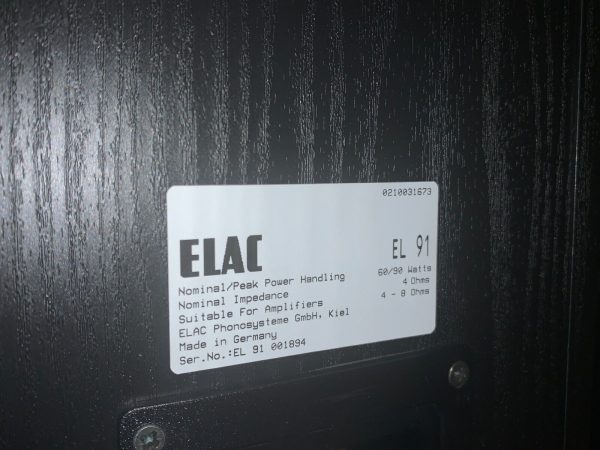 0210031673
ELAC EL 91
Nominal/Peak Power Handling 60/90 Watts
Nominal Impedance 4 Ohms
Suitable For Amplifiers 4 - 8 Ohms
ELAC Phonosysteme GmbH, Kiel
Made in Germany
Ser.No.:EL 91 001894